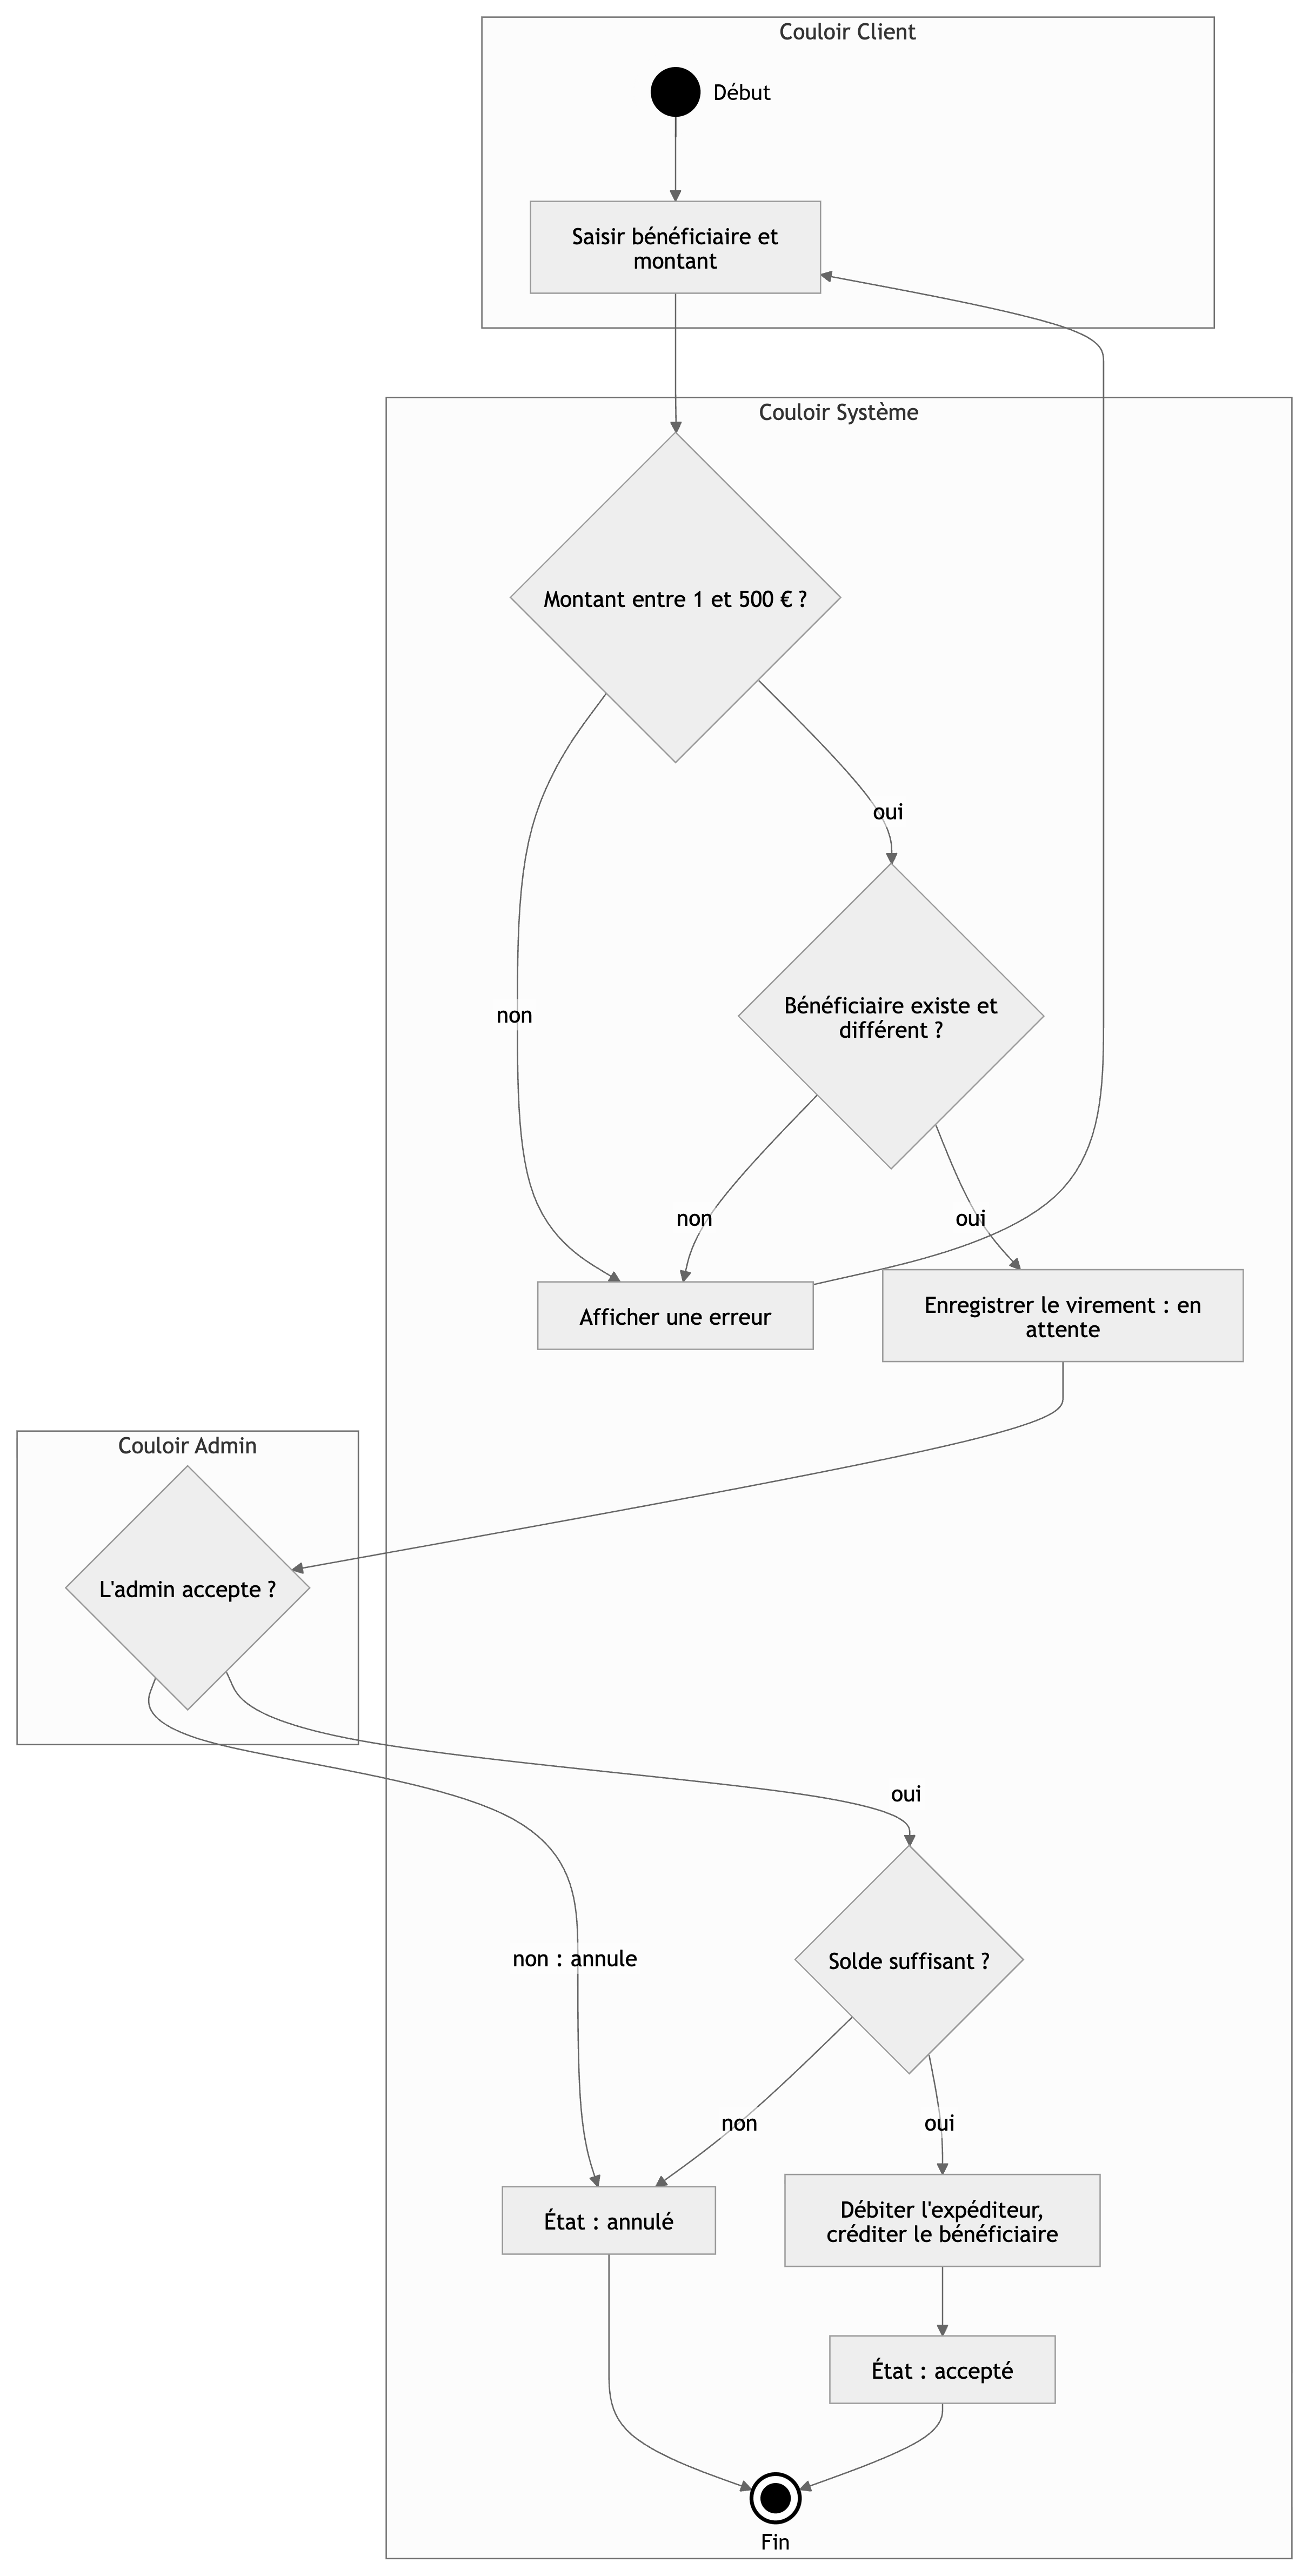 Couloir Client
Début
Saisir bénéficiaire et
montant
Couloir Système
Montant entre 1 et 500 € ?
oui
Bénéficiaire existe et
différent ?
non
non
oui
Afficher une erreur
Enregistrer le virement : en
attente
Couloir Admin
L'admin accepte ?
oui
non : annule
Solde suffisant ?
non
oui
État : annulé
Débiter l'expéditeur,
créditer le bénéficiaire
État : accepté
Fin